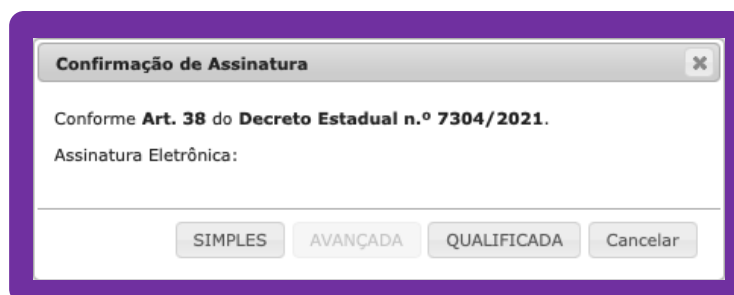 Confirmação de Assinatura
Conforme Art. 38 do Decreto Estadual n.º 7304/2021.
Assinatura Eletrônica:
SIMPLES AVANÇADA QUALIFICADA Cancelar